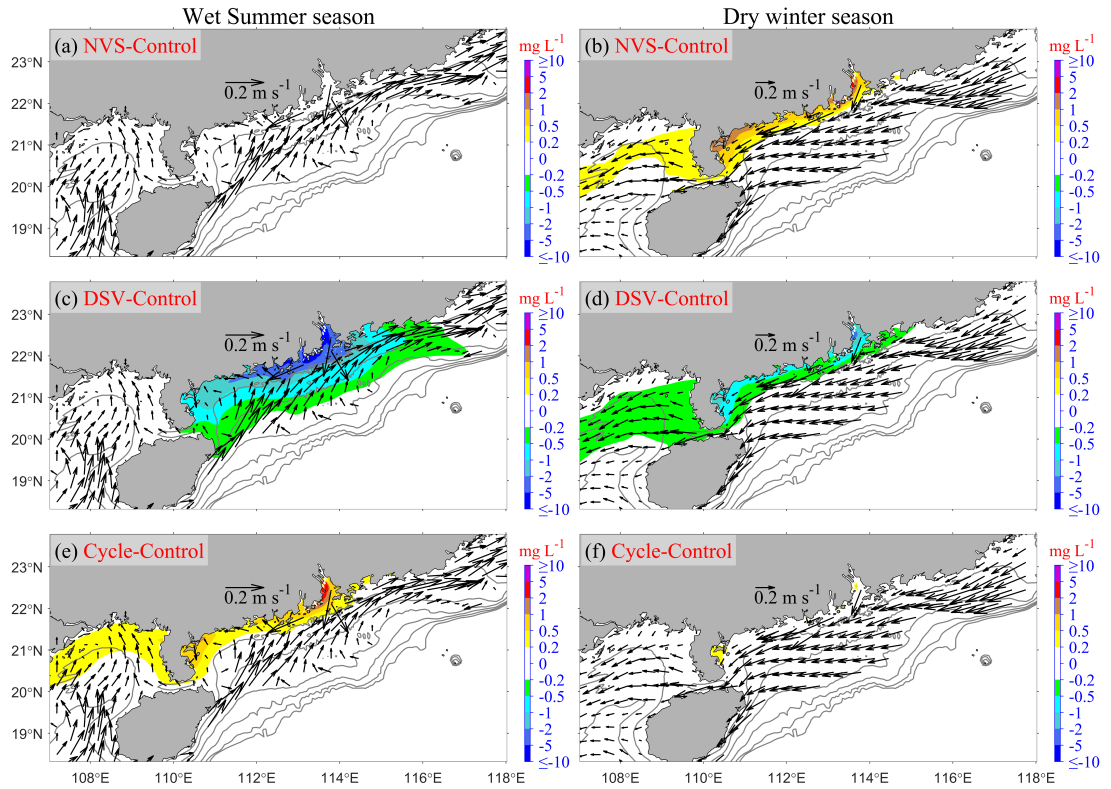 Wet Summer season
Dry winter season
(a) NVS-Control
0.2 m s-1
23°N
22°N
21°N
20°N
19°N
mg L-1
≥10
5
2
1
0.5
0.2
0
-0.2
-0.5
-1
-2
-5
≤-10
(b) NVS-Control
0.2 m s-1
mg L-1
≥10
5
2
1
0.5
0.2
0
-0.2
-0.5
-1
-2
-5
≤-10
(c) DSV-Control
0.2 m s-1
23°N
22°N
21°N
20°N
19°N
mg L-1
≥10
5
2
1
0.5
0.2
0
-0.2
-0.5
-1
-2
-5
≤-10
(d) DSV-Control
0.2 m s-1
mg L-1
≥10
5
2
1
0.5
0.2
0
-0.2
-0.5
-1
-2
-5
≤-10
(e) Cycle-Control
0.2 m s-1
23°N
22°N
21°N
20°N
19°N
108°E 110°E 112°E 114°E 116°E 118°E
mg L-1
≥10
5
2
1
0.5
0.2
0
-0.2
-0.5
-1
-2
-5
≤-10
(f) Cycle-Control
0.2 m s-1
108°E 110°E 112°E 114°E 116°E 118°E
mg L-1
≥10
5
2
1
0.5
0.2
0
-0.2
-0.5
-1
-2
-5
≤-10